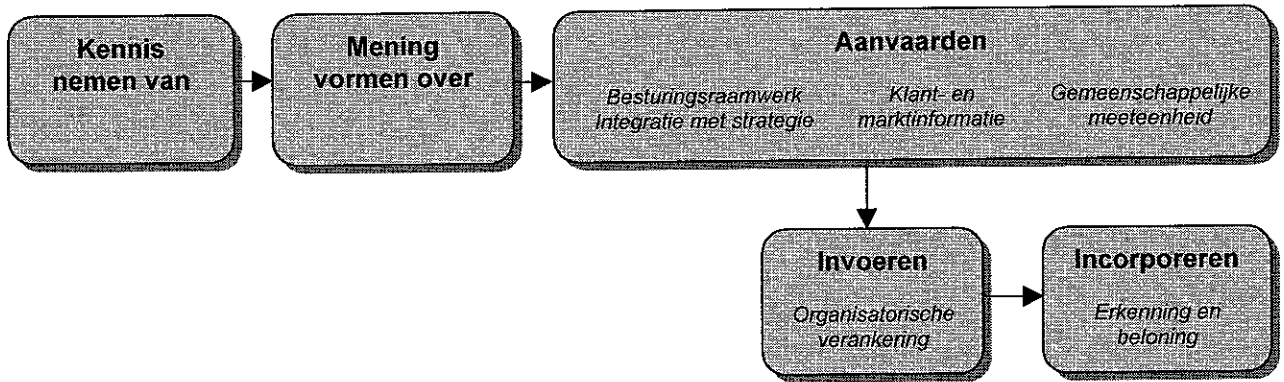 Kennis
nemen van
Mening
vormen over
Aanvaarden
Besturingsraamwerk
Integratie met strategie
Klant- en
marktinformatie
Gemeenschappelijke
meeteenheid
Invoeren
Organisatorische
verankering
Incorporeren
Erkenning en
beloning